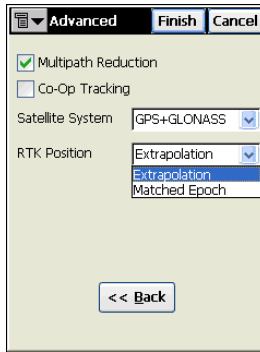 Advanced Finish Cancel
Multipath Reduction
Co-Op Tracking
Satellite System GPS+GLONASS
RTK Position Extrapolation
Extrapolation
Matched Epoch
<< Back